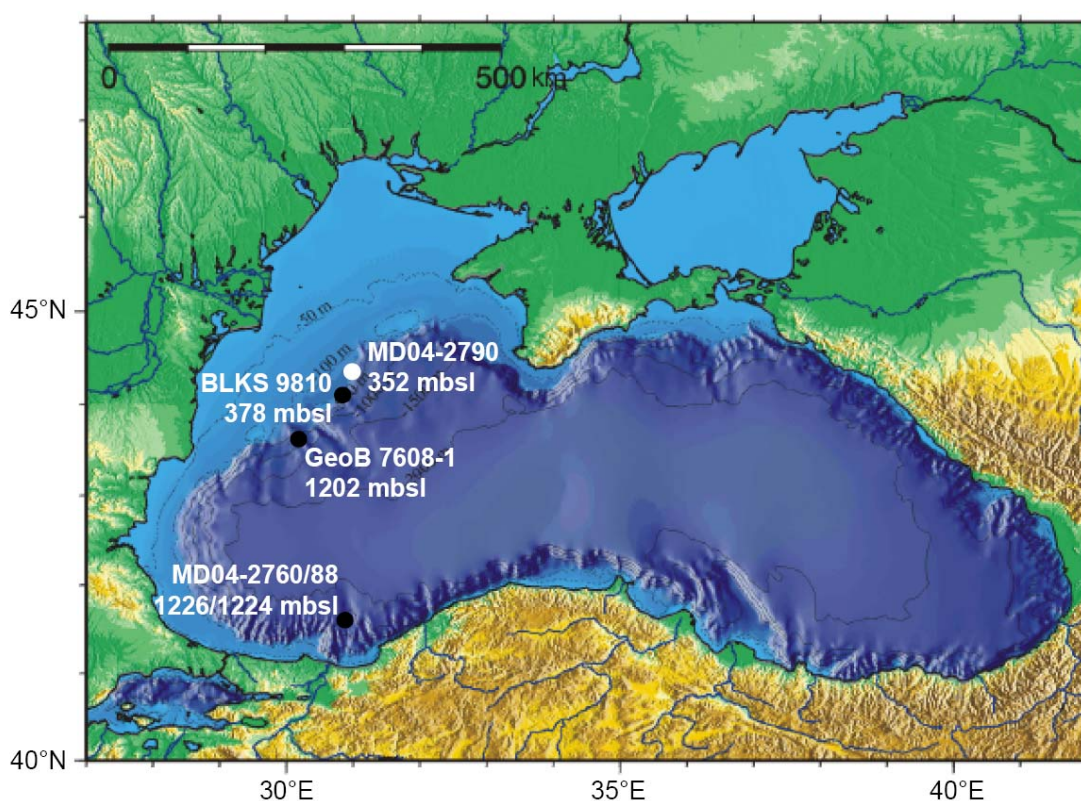 0
500 km
45°N
- 50 m
- 100 m
MD04-2790
352 mbsl
BLKS 9810
378 mbsl
GeoB 7608-1
1202 mbsl
MD04-2760/88
1226/1224 mbsl
40°N
30°E
35°E
40°E